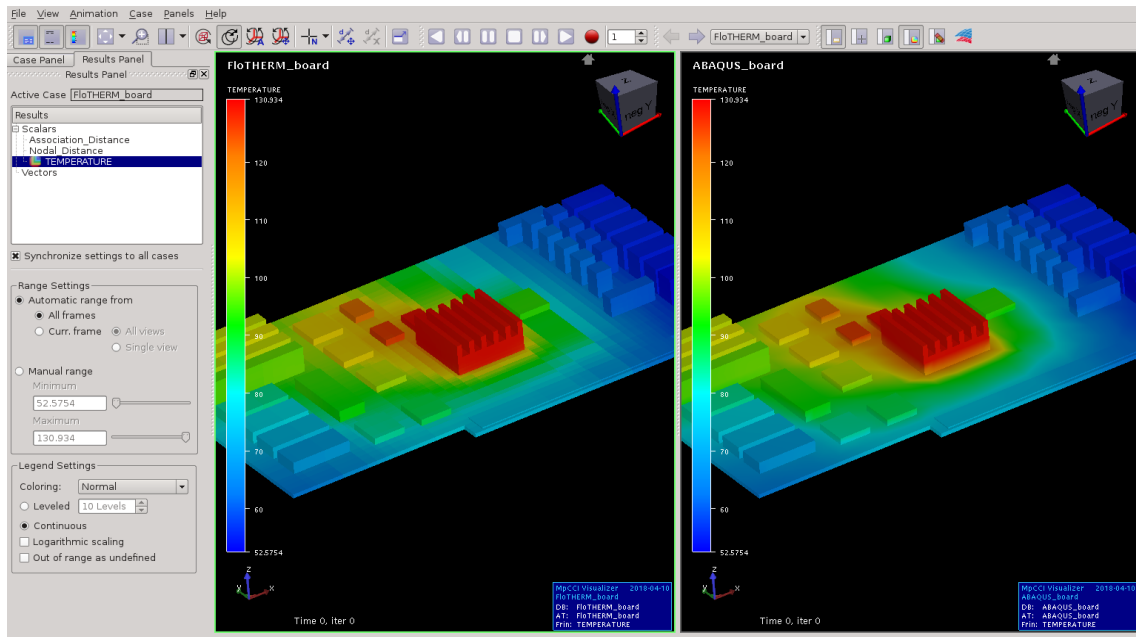 File View Animation Case Panels Help
1
FloTHERM_board
Case Panel Results Panel
Results Panel
Active Case FloTHERM_board
Results
Scalars
Association_Distance
Nodal_Distance
TEMPERATURE
Vectors
Synchronize settings to all cases
Range Settings
Automatic range from
All frames
Curr. frame All views
Single view
Manual range
Minimum
52.5754
Maximum
130.934
Legend Settings
Coloring: Normal
Leveled 10 Levels
Continuous
Logarithmic scaling
Out of range as undefined
FloTHERM_board
TEMPERATURE
130.934
120
110
100
90
80
70
60
52.5754
Z
neg Y
z
y x
Time 0, iter 0
MpCCI Visualizer 2018-04-10
FloTHERM_board
DB: FloTHERM_board
AT: FloTHERM_board
Frin: TEMPERATURE
ABAQUS_board
TEMPERATURE
130.934
120
110
100
90
80
70
60
52.5754
Z
neg Y
z
y x
Time 0, iter 0
MpCCI Visualizer 2018-04-10
ABAQUS_board
DB: ABAQUS_board
AT: ABAQUS_board
Frin: TEMPERATURE